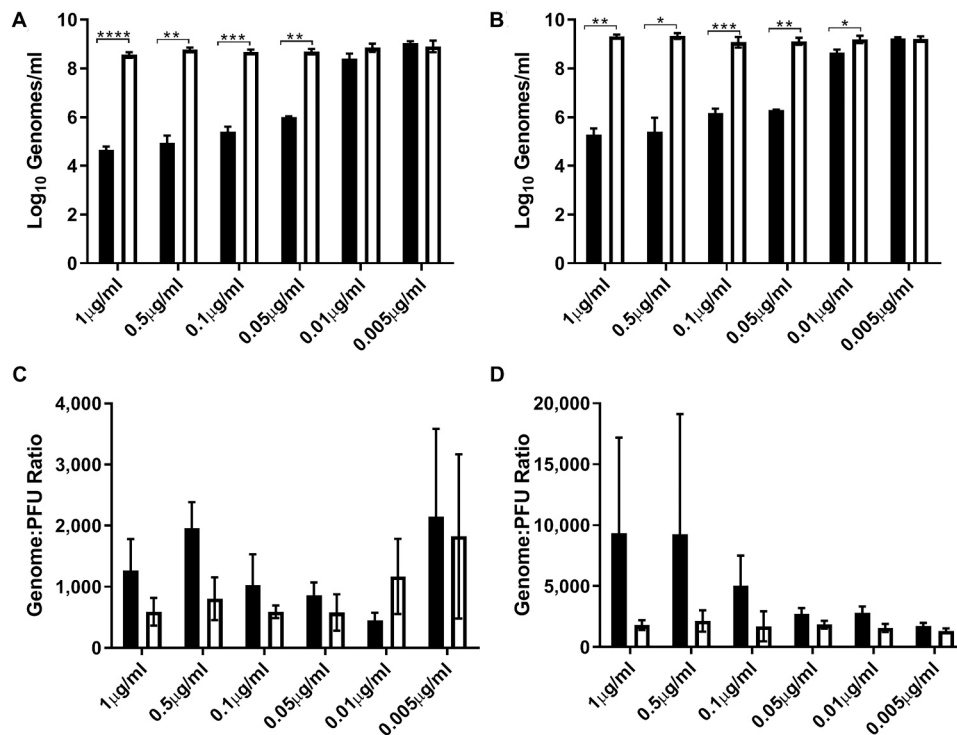 A
Log10 Genomes/ml
10
8
6
4
2
0
****
**
***
**
1µg/ml
0.5µg/ml
0.1µg/ml
0.05µg/ml
0.01µg/ml
0.005µg/ml
B
Log10 Genomes/ml
10
8
6
4
2
0
**
*
***
**
*
1µg/ml
0.5µg/ml
0.1µg/ml
0.05µg/ml
0.01µg/ml
0.005µg/ml
C
Genome:PFU Ratio
4,000
3,000
2,000
1,000
0
1µg/ml
0.5µg/ml
0.1µg/ml
0.05µg/ml
0.01µg/ml
0.005µg/ml
D
Genome:PFU Ratio
20,000
15,000
10,000
5,000
0
1µg/ml
0.5µg/ml
0.1µg/ml
0.05µg/ml
0.01µg/ml
0.005µg/ml